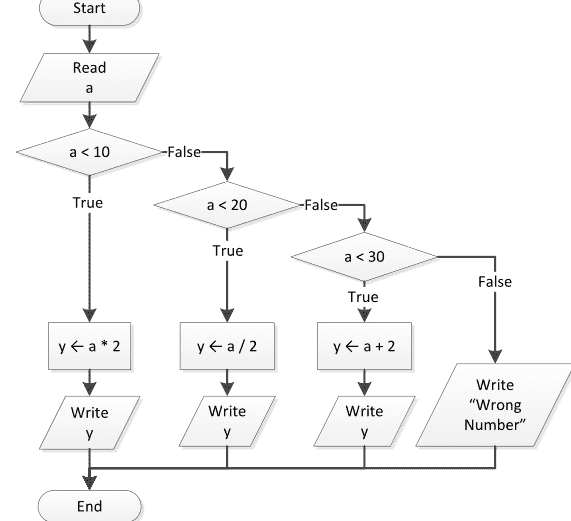 Start
Read
a
a < 10
False
True
a < 20
False
True
a < 30
False
True
y ← a * 2
y ← a / 2
y ← a + 2
Write
y
Write
y
Write
y
Write
“Wrong
Number”
End